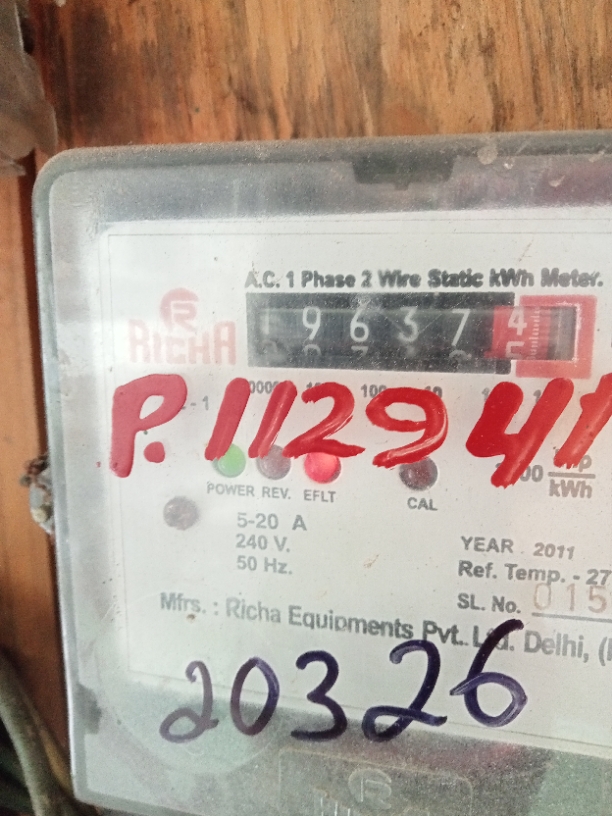 A.C. 1 Phase 2 Wire Static kWh Meter.
R
RICHA
1 9 6 3 7 4
P. 112941
POWER REV. EFLT
CAL
kWh
5-20 A
240 V.
50 Hz.
YEAR 2011
Ref. Temp. - 27
SL. No. 015
Mfrs. : Richa Equipments Pvt. Ltd. Delhi,
20326
R